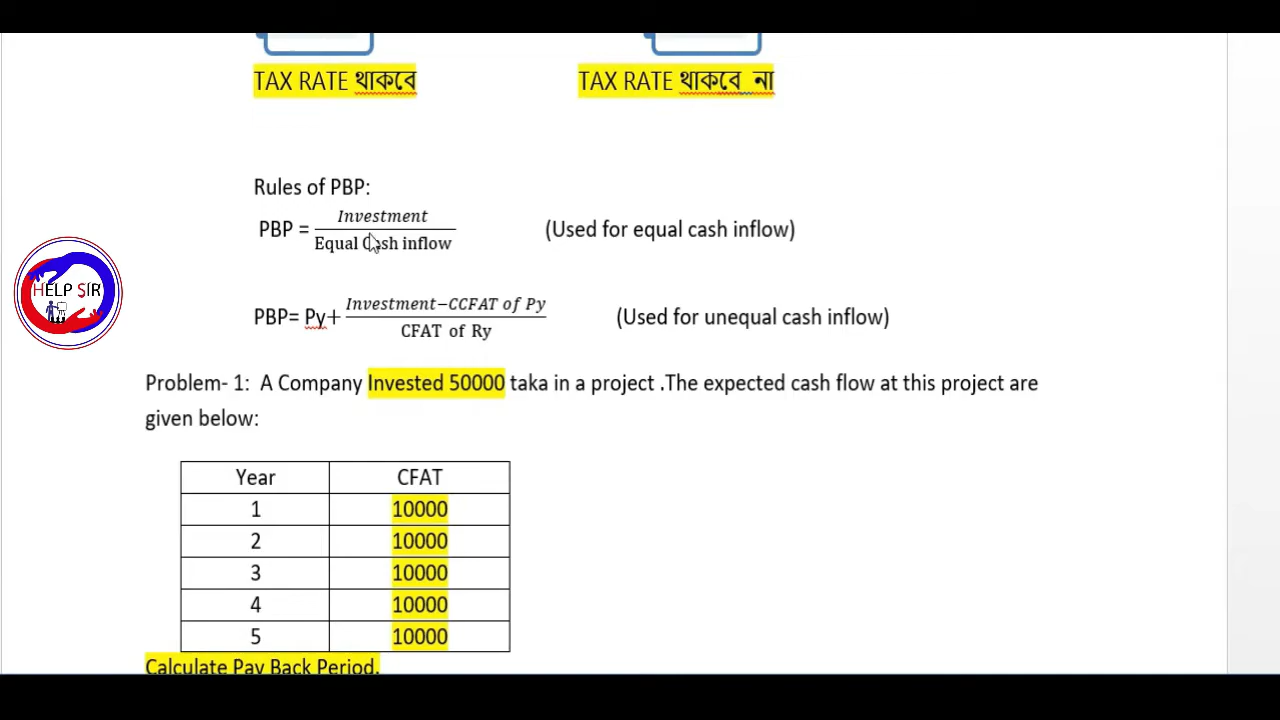 TAX RATE থাকবে TAX RATE থাকবে না
Rules of PBP:
PBP = Investment / Equal Cash inflow (Used for equal cash inflow)
HELP SIR
PBP= Py+ Investment−CCFAT of Py / CFAT of Ry (Used for unequal cash inflow)
Problem- 1: A Company Invested 50000 taka in a project .The expected cash flow at this project are
given below:
Year CFAT
1 10000
2 10000
3 10000
4 10000
5 10000
Calculate Pay Back Period.